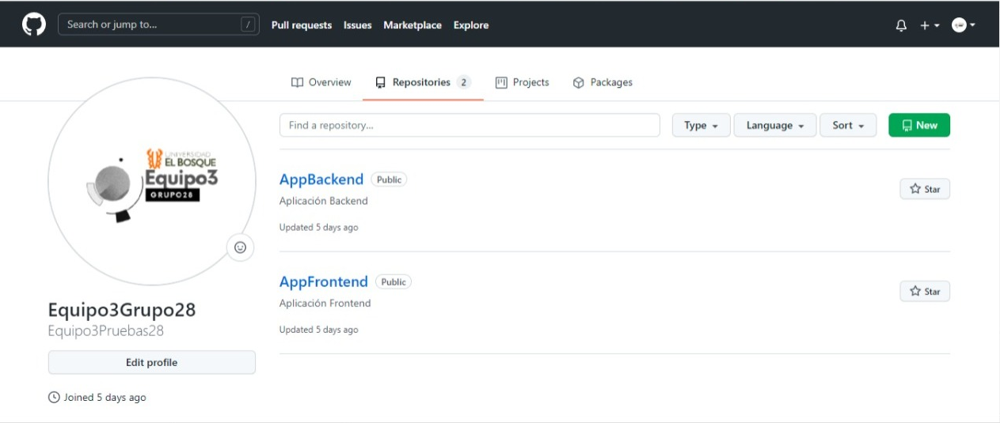 Search or jump to... /
Pull requests Issues Marketplace Explore
Overview Repositories 2 Projects Packages
Find a repository... Type Language Sort New
UNIVERSIDAD
EL BOSQUE
Equipo3
GRUPO28
AppBackend Public
Star
Aplicación Backend
Updated 5 days ago
AppFrontend Public
Star
Aplicación Frontend
Updated 5 days ago
Equipo3Grupo28
Equipo3Pruebas28
Edit profile
Joined 5 days ago